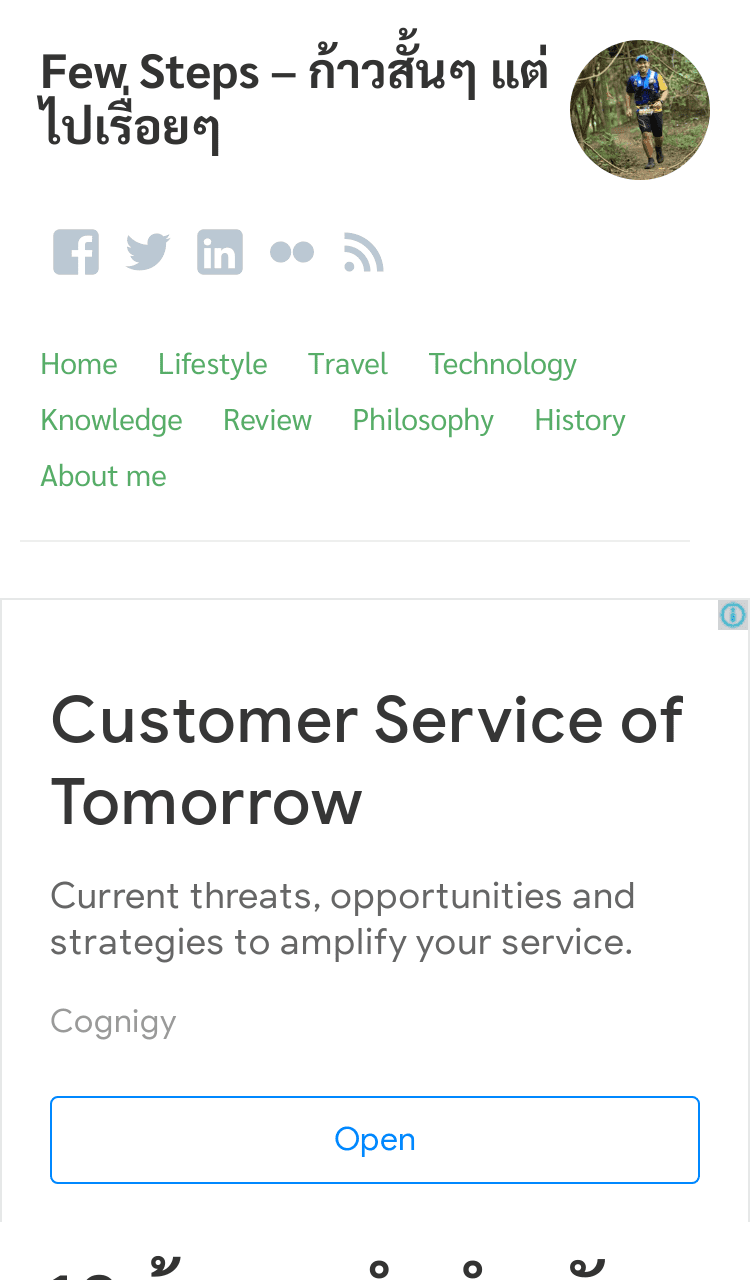 Few Steps – ก้าวสั้นๆ แต่
ไปเรื่อยๆ
Home Lifestyle Travel Technology
Knowledge Review Philosophy History
About me
Customer Service of
Tomorrow
Current threats, opportunities and
strategies to amplify your service.
Cognigy
Open